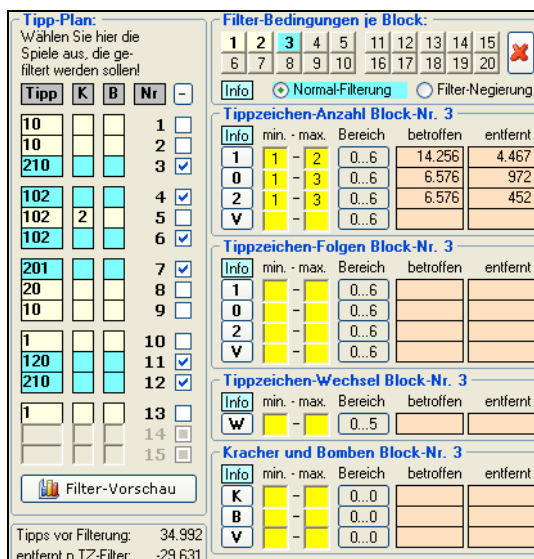 Tipp-Plan:
Wählen Sie hier die
Spiele aus, die ge-
filtert werden sollen!
Tipp K B Nr –
10 1
10 2
210 3
102 4
102 2 5
102 6
201 7
20 8
10 9
1 10
120 11
210 12
1 13
14
15
Filter-Vorschau
Tipps vor Filterung: 34.992
entfernt n.TZ-Filter: -29.631
Filter-Bedingungen je Block:
1 2 3 4 5 11 12 13 14 15
6 7 8 9 10 16 17 18 19 20
Info Normal-Filterung Filter-Negierung
Tippzeichen-Anzahl Block-Nr. 3
Info min. - max. Bereich betroffen entfernt
1 1 – 2 0...6 14.256 4.467
0 1 – 3 0...6 6.576 972
2 1 – 3 0...6 6.576 452
V – 0...6
Tippzeichen-Folgen Block-Nr. 3
Info min. - max. Bereich betroffen entfernt
1 – 0...6
0 – 0...6
2 – 0...6
V – 0...6
Tippzeichen-Wechsel Block-Nr. 3
Info min. - max. Bereich betroffen entfernt
W – 0...5
Kracher und Bomben Block-Nr. 3
Info min. - max. Bereich betroffen entfernt
K – 0...0
B – 0...0
V – 0...0